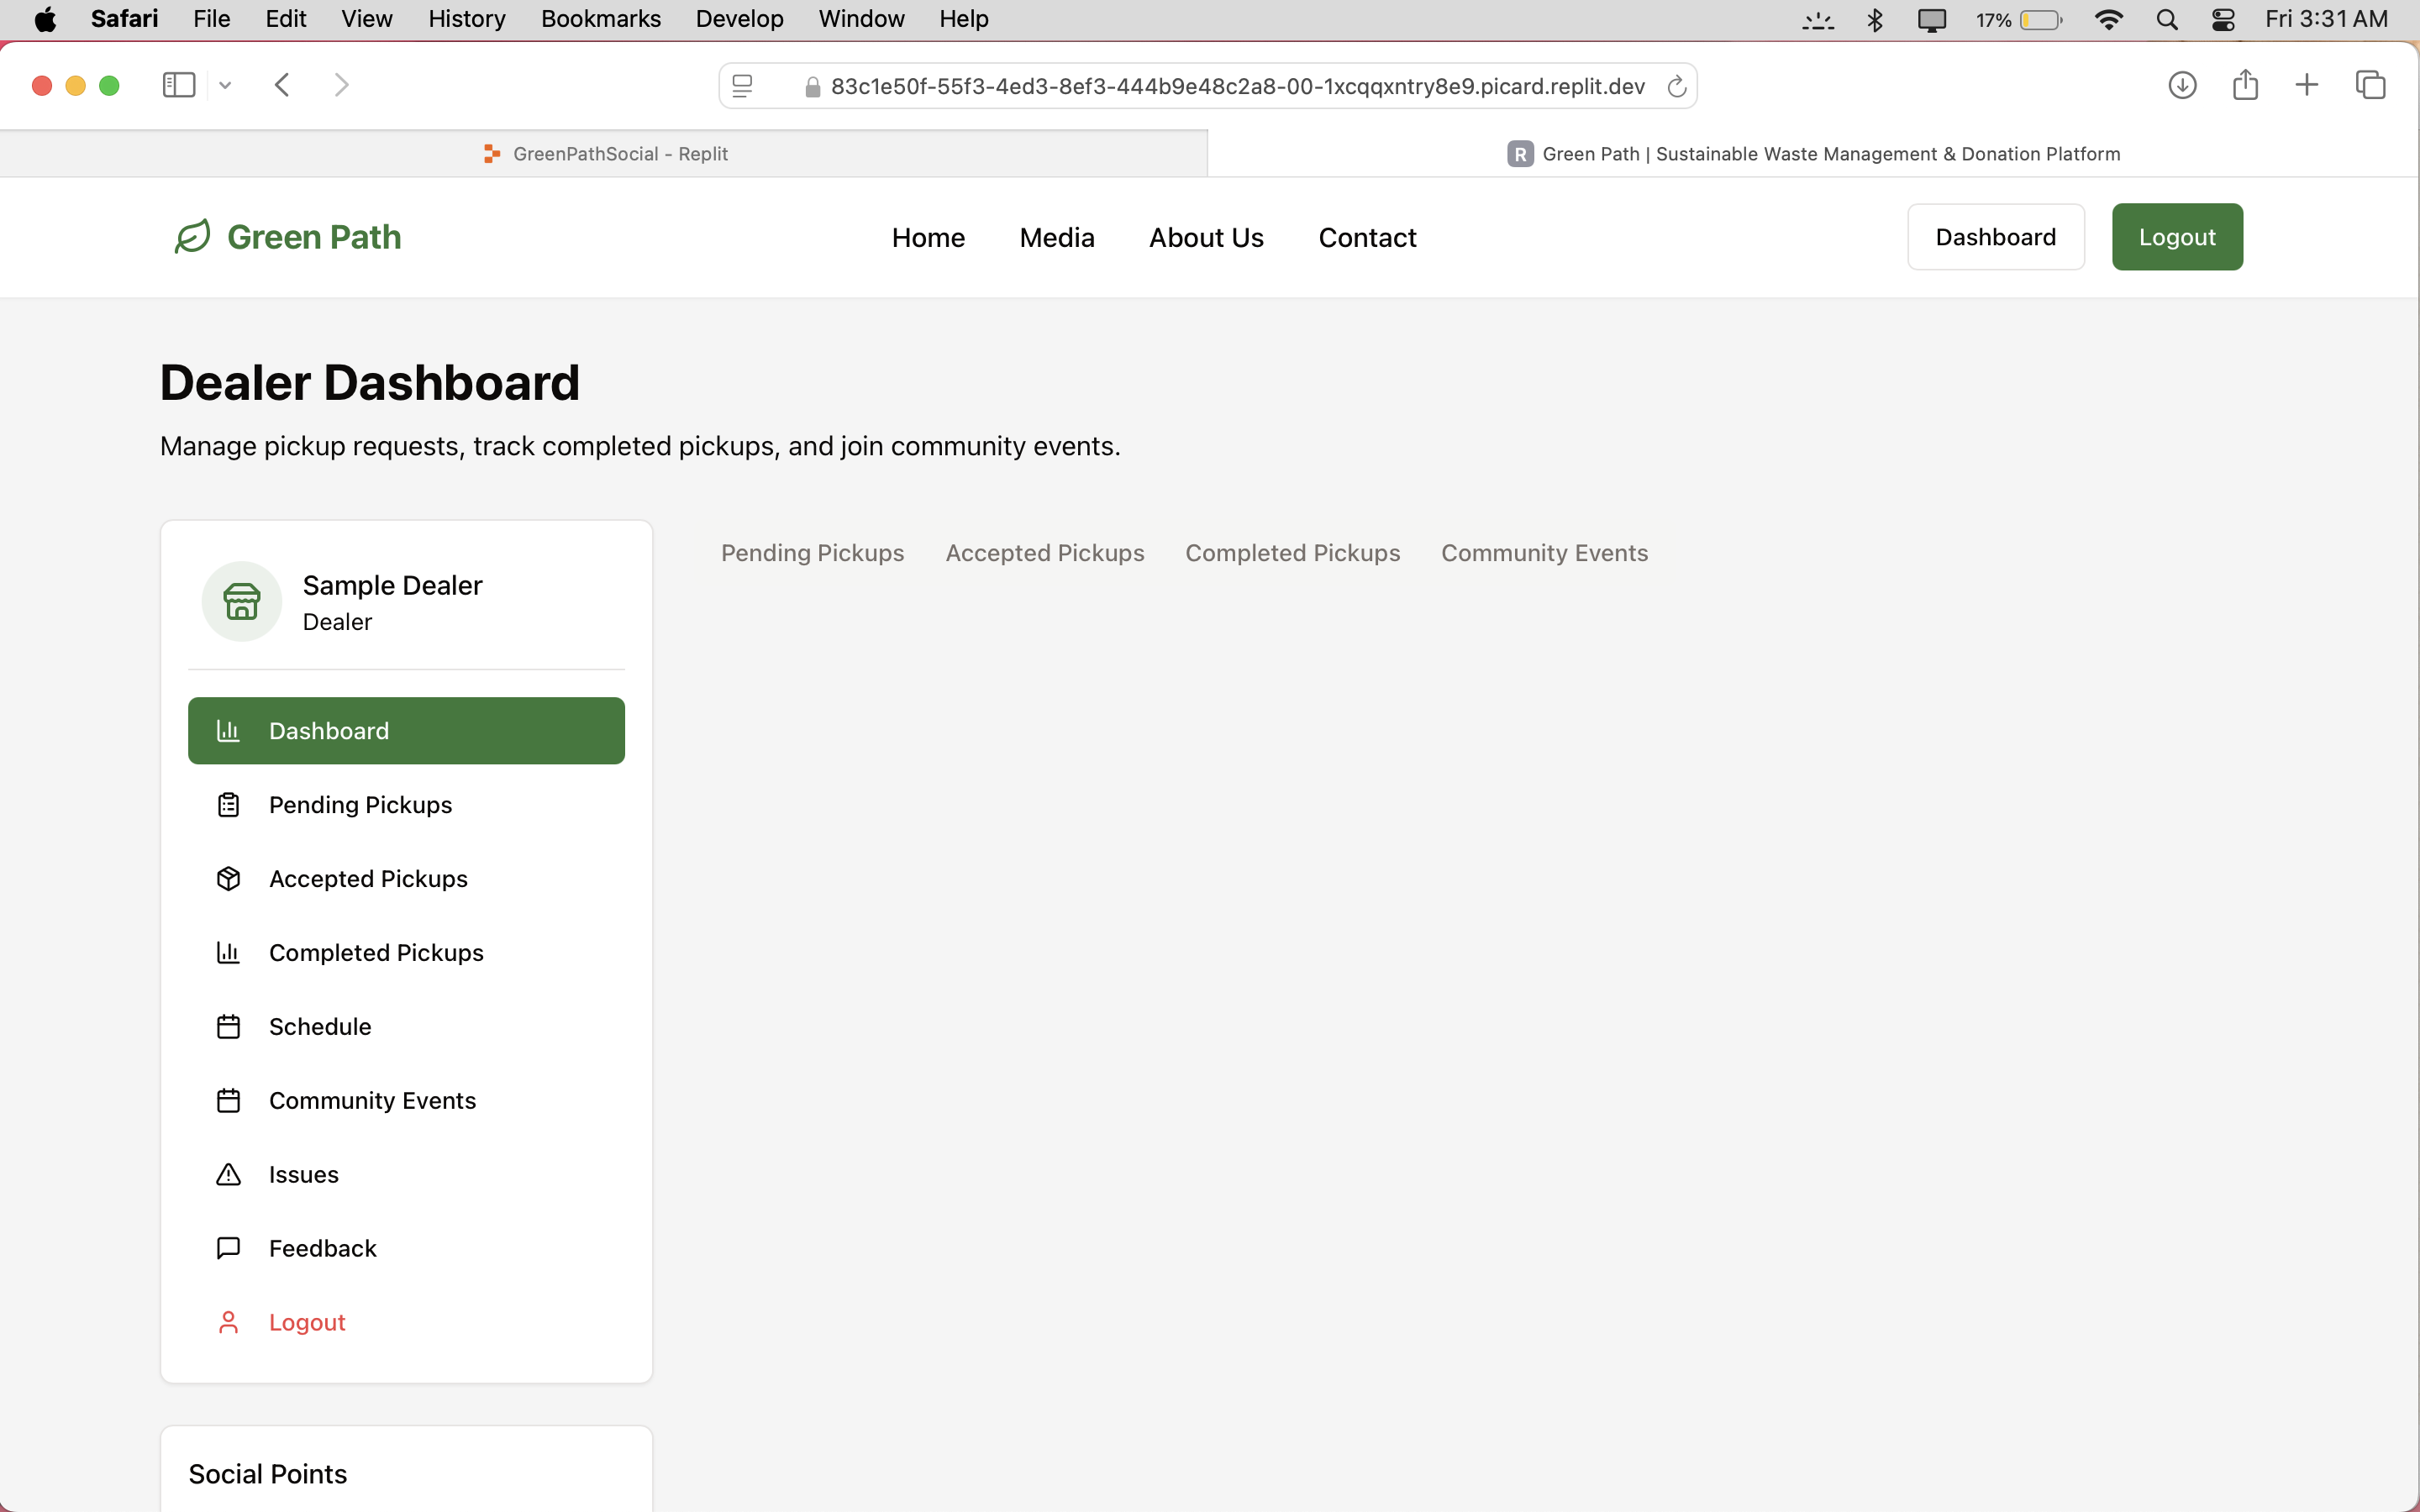 Safari File Edit View History Bookmarks Develop Window Help 17% Fri 3:31 AM
83c1e50f-55f3-4ed3-8ef3-444b9e48c2a8-00-1xcqqxntry8e9.picard.replit.dev
GreenPathSocial - Replit
R Green Path | Sustainable Waste Management & Donation Platform
Green Path
Home Media About Us Contact
Dashboard Logout
Dealer Dashboard
Manage pickup requests, track completed pickups, and join community events.
Sample Dealer
Dealer
Dashboard
Pending Pickups
Accepted Pickups
Completed Pickups
Schedule
Community Events
Issues
Feedback
Logout
Social Points
Pending Pickups Accepted Pickups Completed Pickups Community Events